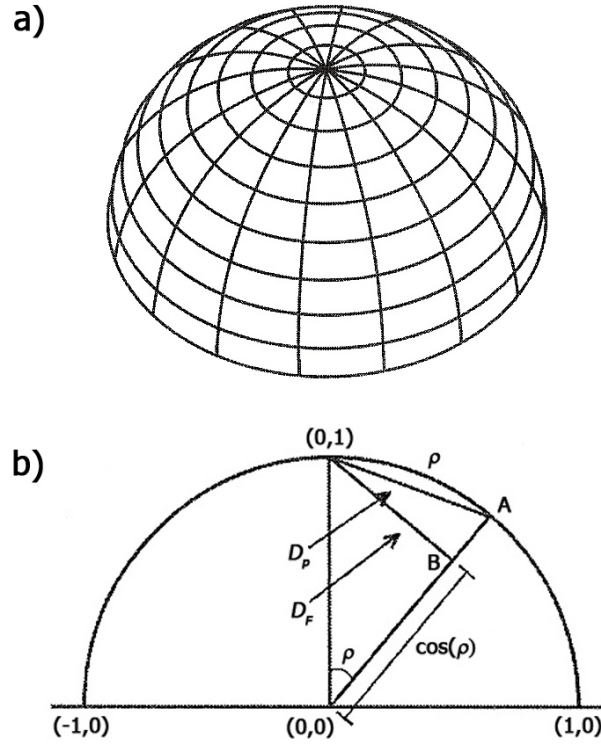 a)
b)
(0,1)
ρ
A
D_p
B
D_F
ρ
cos(ρ)
(-1,0)
(0,0)
(1,0)